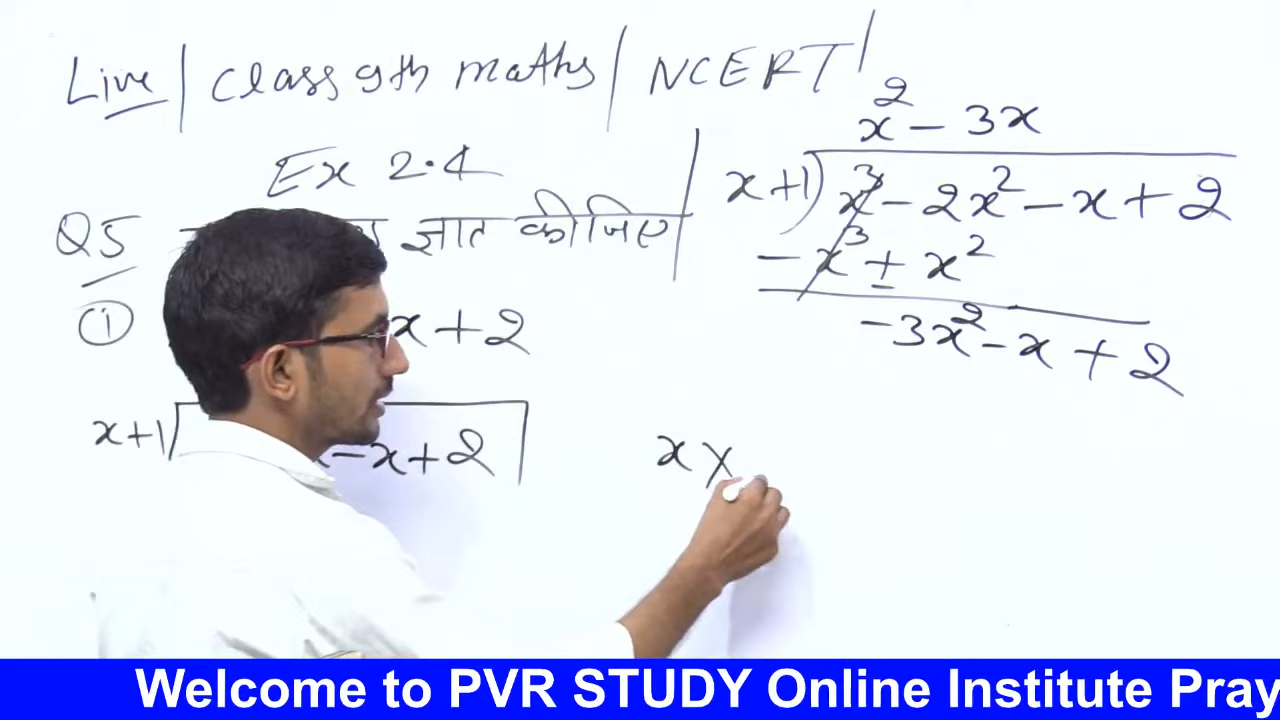 Live | Class 9th maths | NCERT |
Ex 2.4
Q5 ज्ञात कीजिए
① x + 2
x+1 - x + 2
x² - 3x
x+1) x³ - 2x² - x + 2
- x³ ± x²
-3x² - x + 2
x ×
Welcome to PVR STUDY Online Institute Pray